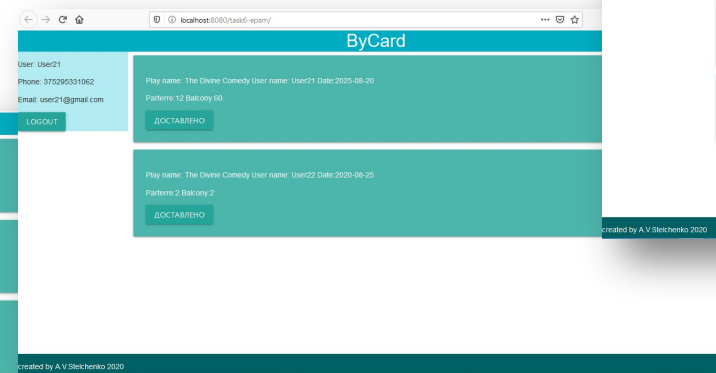 localhost:8080/task6-epam/
ByCard
User: User21
Phone: 375295331062
Email: user21@gmail.com
LOGOUT
Play name: The Divine Comedy User name: User21 Date:2025-08-20
Parterre:12 Balcony:60
ДОСТАВЛЕНО
Play name: The Divine Comedy User name: User22 Date:2020-08-25
Parterre:2 Balcony:2
ДОСТАВЛЕНО
created by A.V.Stelchenko 2020
created by A.V.Stelchenko 2020